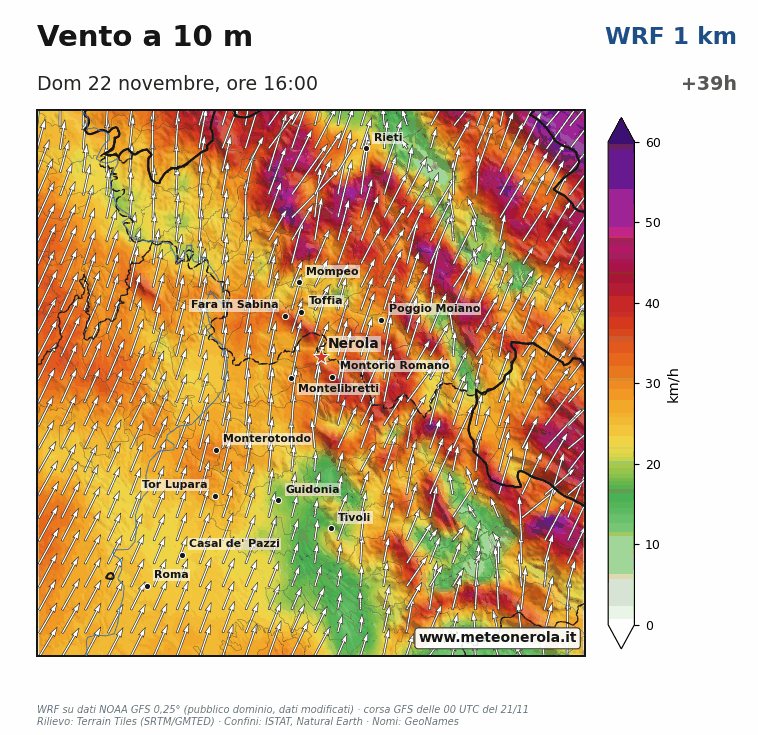 Vento a 10 m
WRF 1 km
Dom 22 novembre, ore 16:00
+39h
Rieti
Mompeo
Fara in Sabina
Toffia
Poggio Moiano
Nerola
Montorio Romano
Montelibretti
Monterotondo
Tor Lupara
Guidonia
Tivoli
Casal de' Pazzi
Roma
www.meteonerola.it
60
50
40
30
20
10
0
km/h
WRF su dati NOAA GFS 0,25° (pubblico dominio, dati modificati) · corsa GFS delle 00 UTC del 21/11
Rilievo: Terrain Tiles (SRTM/GMTED) · Confini: ISTAT, Natural Earth · Nomi: GeoNames